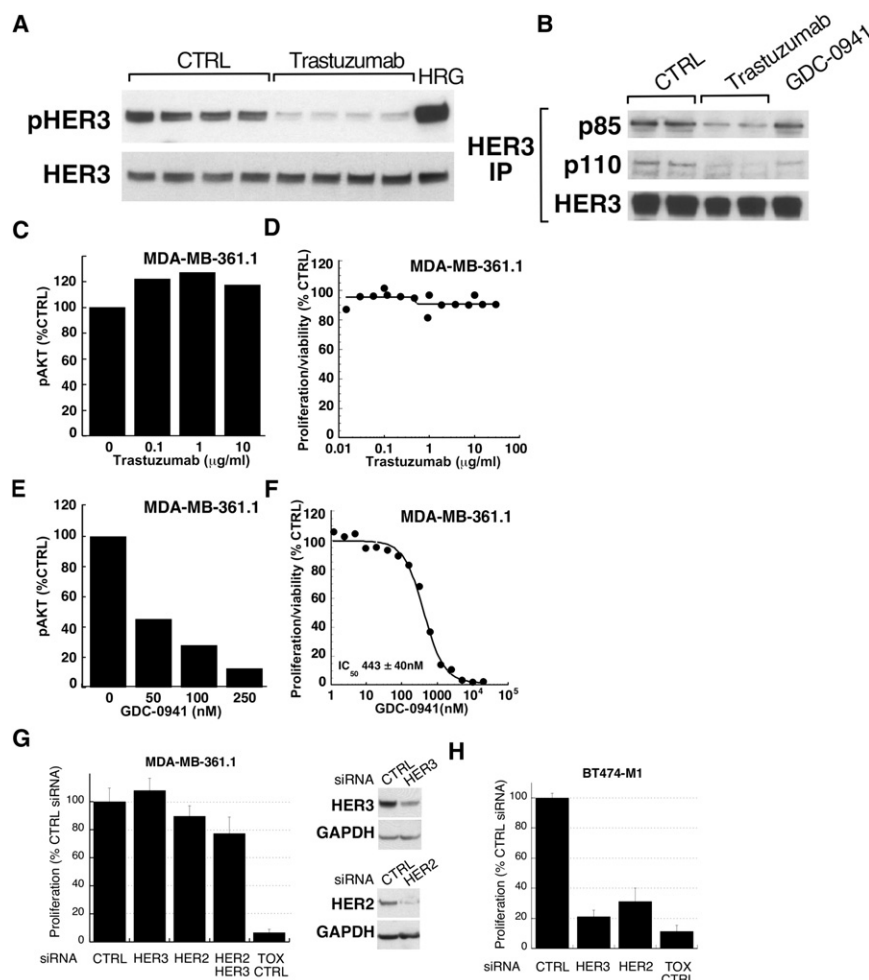 A
CTRL Trastuzumab HRG
pHER3
HER3
B
CTRL Trastuzumab GDC-0941
HER3 IP
p85
p110
HER3
C
MDA-MB-361.1
pAKT (%CTRL)
120
100
80
60
40
20
0
0 0.1 1 10
Trastuzumab (μg/ml)
D
MDA-MB-361.1
Proliferation/viability (% CTRL)
120
100
80
60
40
20
0
0.01 0.1 1 10 100
Trastuzumab (μg/ml)
E
MDA-MB-361.1
pAKT (%CTRL)
120
100
80
60
40
20
0
0 50 100 250
GDC-0941 (nM)
F
MDA-MB-361.1
Proliferation/viability (% CTRL)
120
100
80
60
40
20
0
IC50 443 ± 40nM
1 10 100 1000 10⁴ 10⁵
GDC-0941(nM)
G
MDA-MB-361.1
Proliferation (% CTRL siRNA)
100
80
60
40
20
0
siRNA CTRL HER3 HER2 HER2 HER3 TOX CTRL
siRNA CTRL HER3
HER3
GAPDH
siRNA CTRL HER2
HER2
GAPDH
H
BT474-M1
Proliferation (% CTRL siRNA)
100
80
60
40
20
0
siRNA CTRL HER3 HER2 TOX CTRL